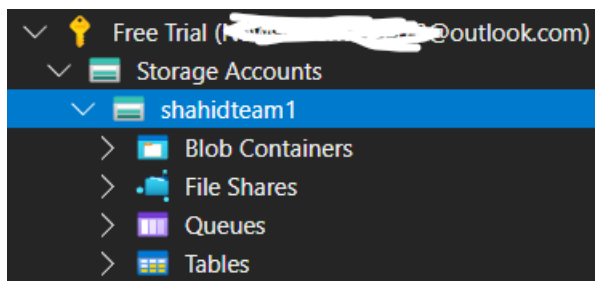 Free Trial (@outlook.com)
Storage Accounts
shahidteam1
Blob Containers
File Shares
Queues
Tables